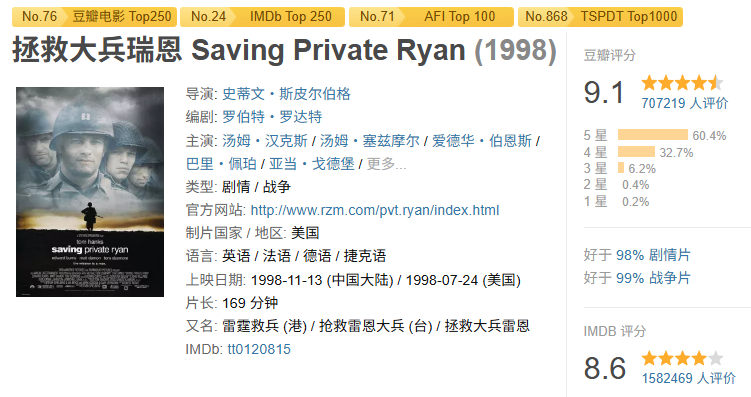 No.76 豆瓣电影 Top250 No.24 IMDb Top 250 No.71 AFI Top 100 No.868 TSPDT Top1000
拯救大兵瑞恩 Saving Private Ryan (1998)
tom hanks
saving private ryan
edward burns matt damon tom sizemore
导演: 史蒂文·斯皮尔伯格
编剧: 罗伯特·罗达特
主演: 汤姆·汉克斯 / 汤姆·塞兹摩尔 / 爱德华·伯恩斯 /
巴里·佩珀 / 亚当·戈德堡 / 更多...
类型: 剧情 / 战争
官方网站: http://www.rzm.com/pvt.ryan/index.html
制片国家 / 地区: 美国
语言: 英语 / 法语 / 德语 / 捷克语
上映日期: 1998-11-13 (中国大陆) / 1998-07-24 (美国)
片长: 169 分钟
又名: 雷霆救兵 (港) / 抢救雷恩大兵 (台) / 拯救大兵雷恩
IMDb: tt0120815
豆瓣评分
9.1
707219 人评价
5 星 60.4%
4 星 32.7%
3 星 6.2%
2 星 0.4%
1 星 0.2%
好于 98% 剧情片
好于 99% 战争片
IMDB 评分
8.6
1582469 人评价